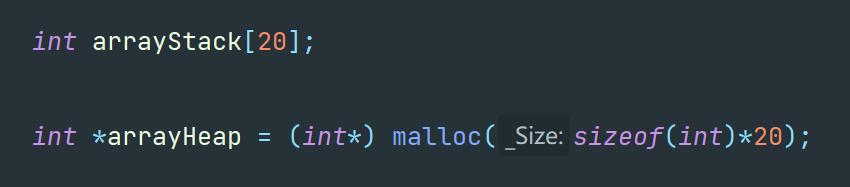 int arrayStack[20];
int *arrayHeap = (int*) malloc(_Size: sizeof(int)*20);